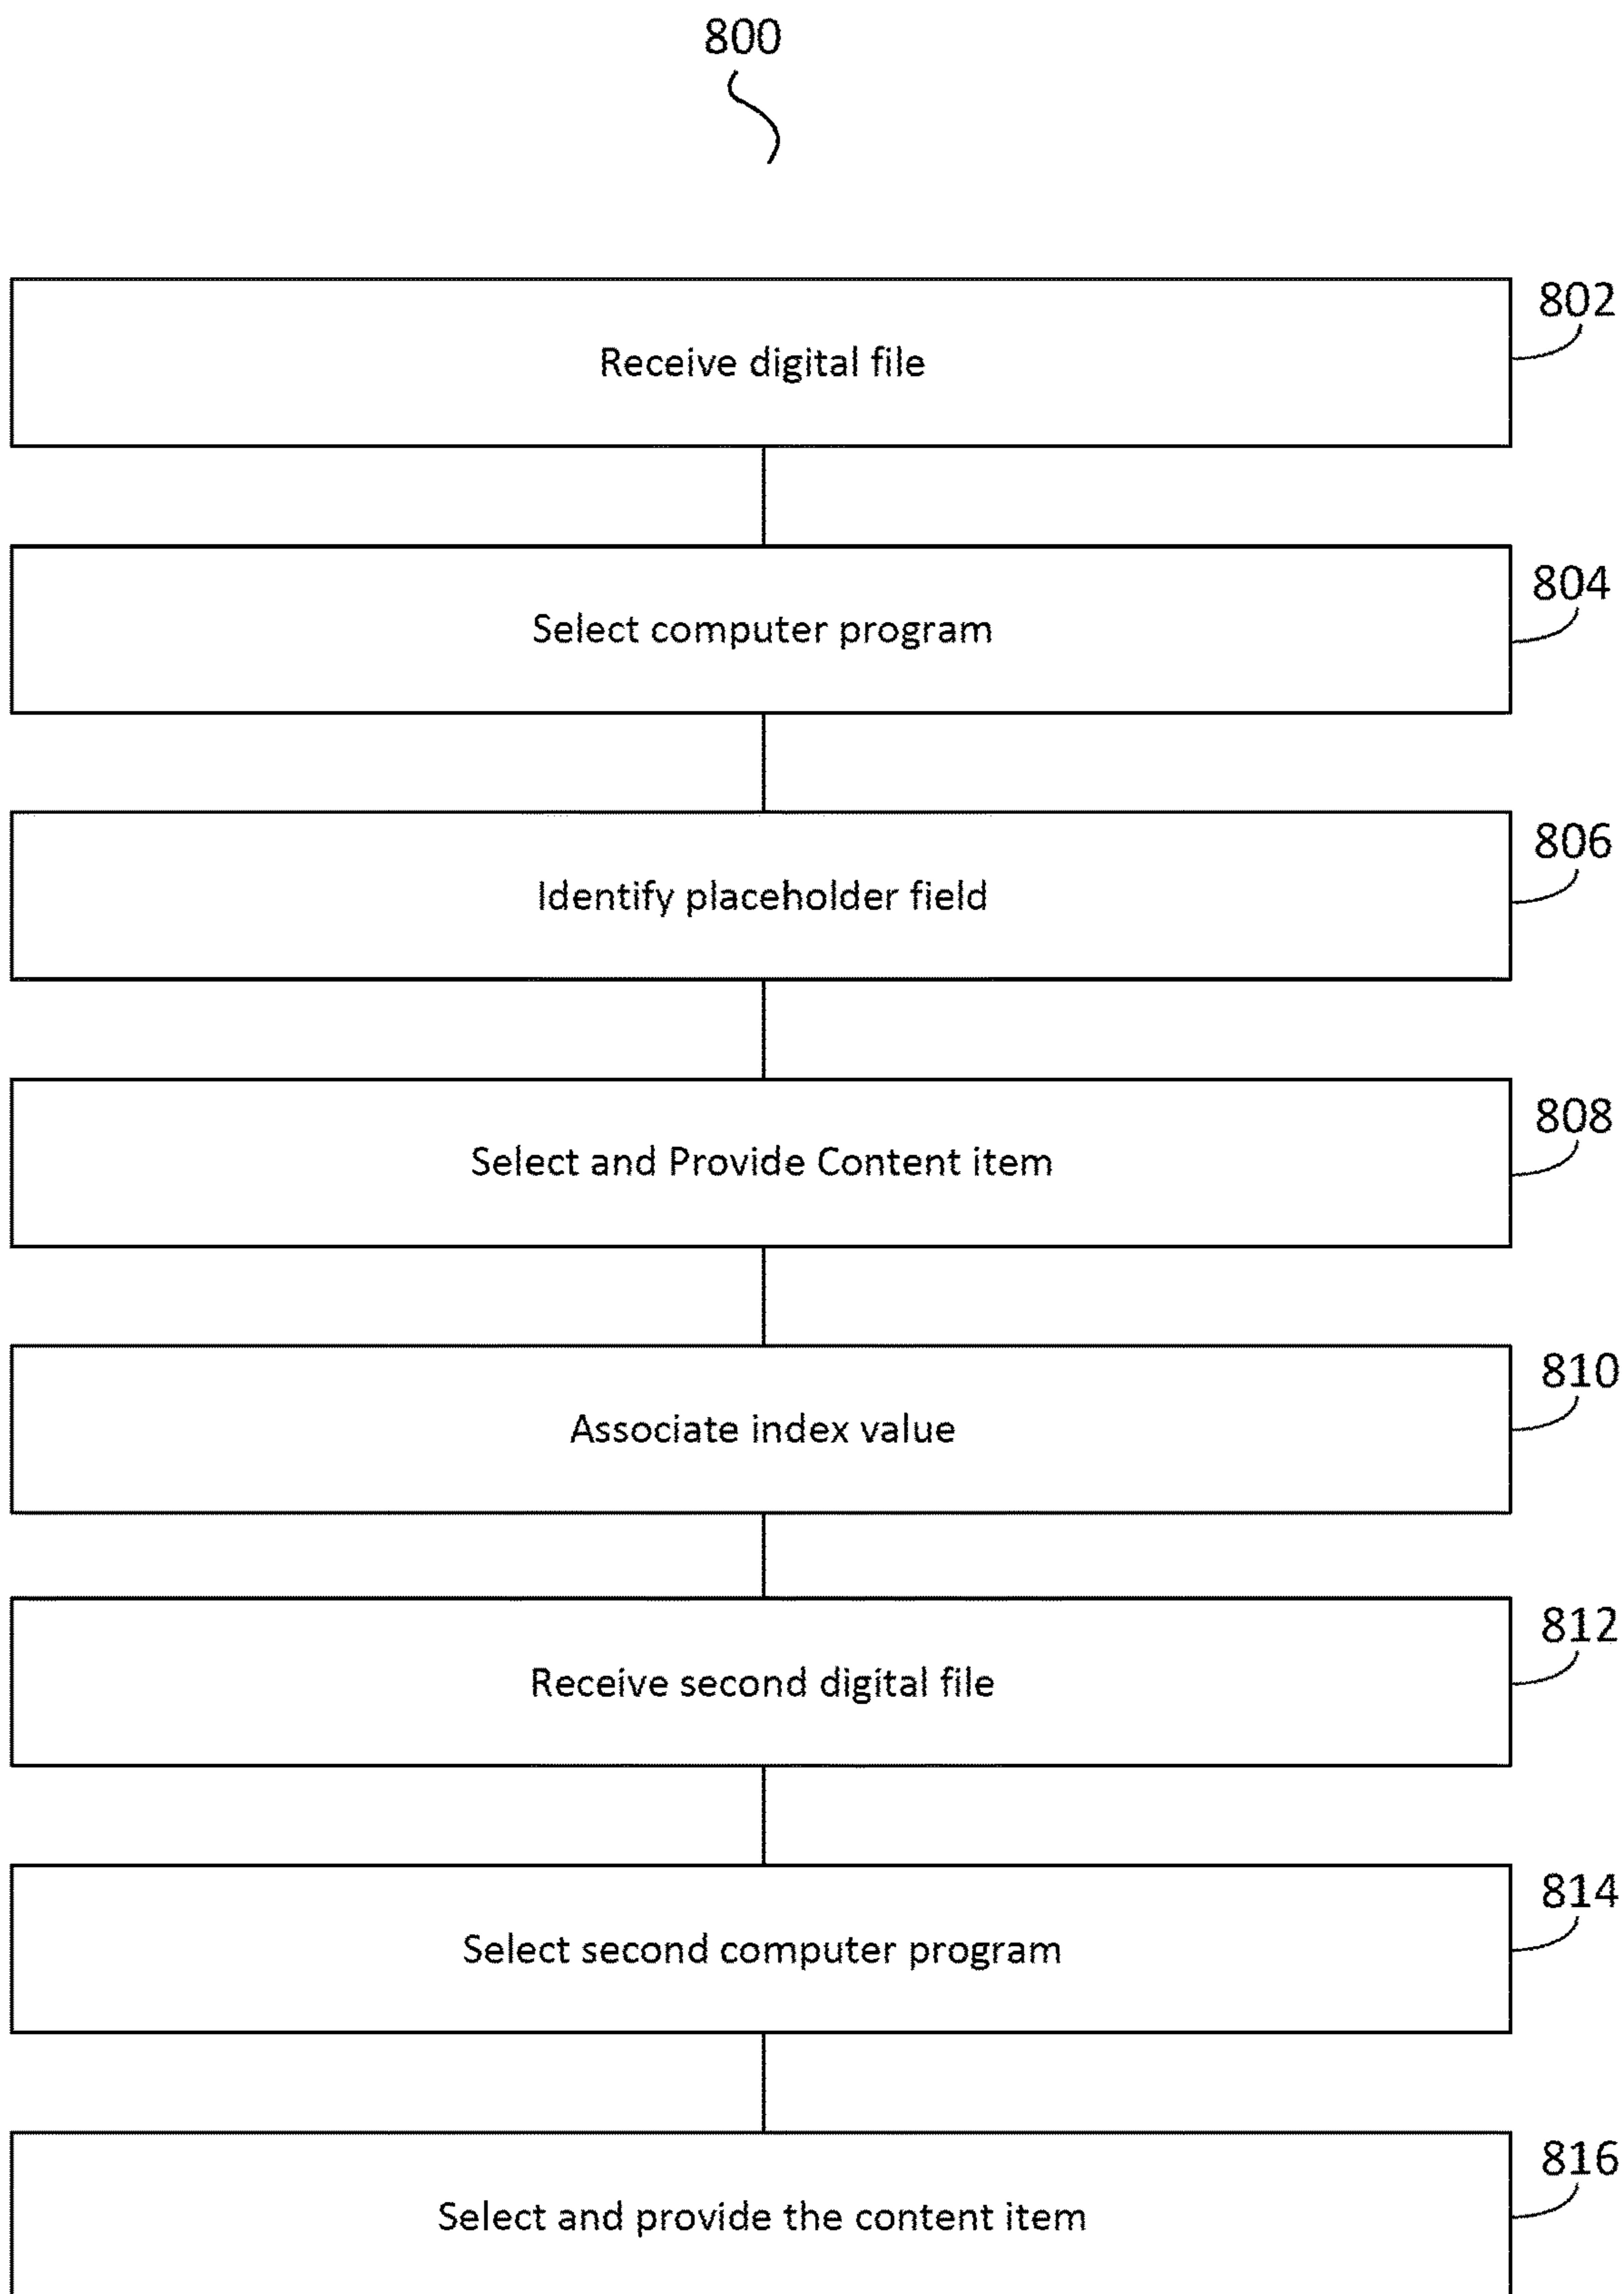 800
802
Receive digital file
804
Select computer program
806
Identify placeholder field
808
Select and Provide Content item
810
Associate index value
812
Receive second digital file
814
Select second computer program
816
Select and provide the content item